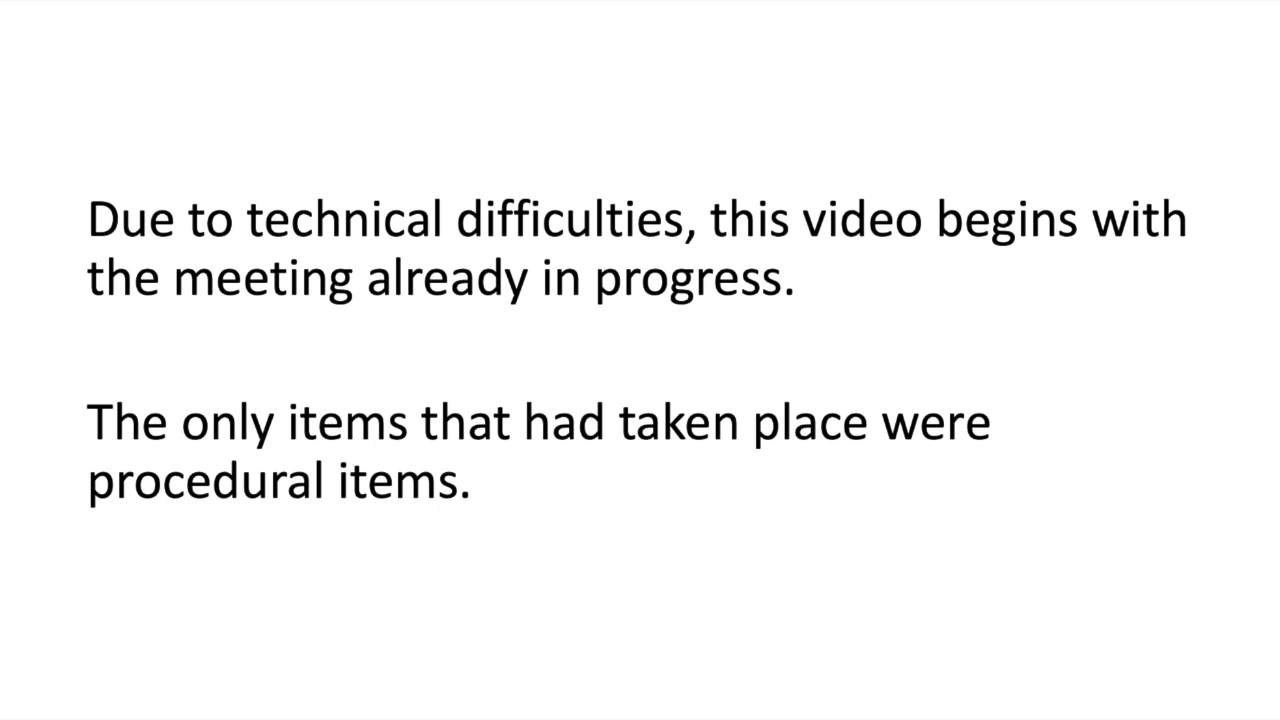 Due to technical difficulties, this video begins with
the meeting already in progress.
The only items that had taken place were
procedural items.